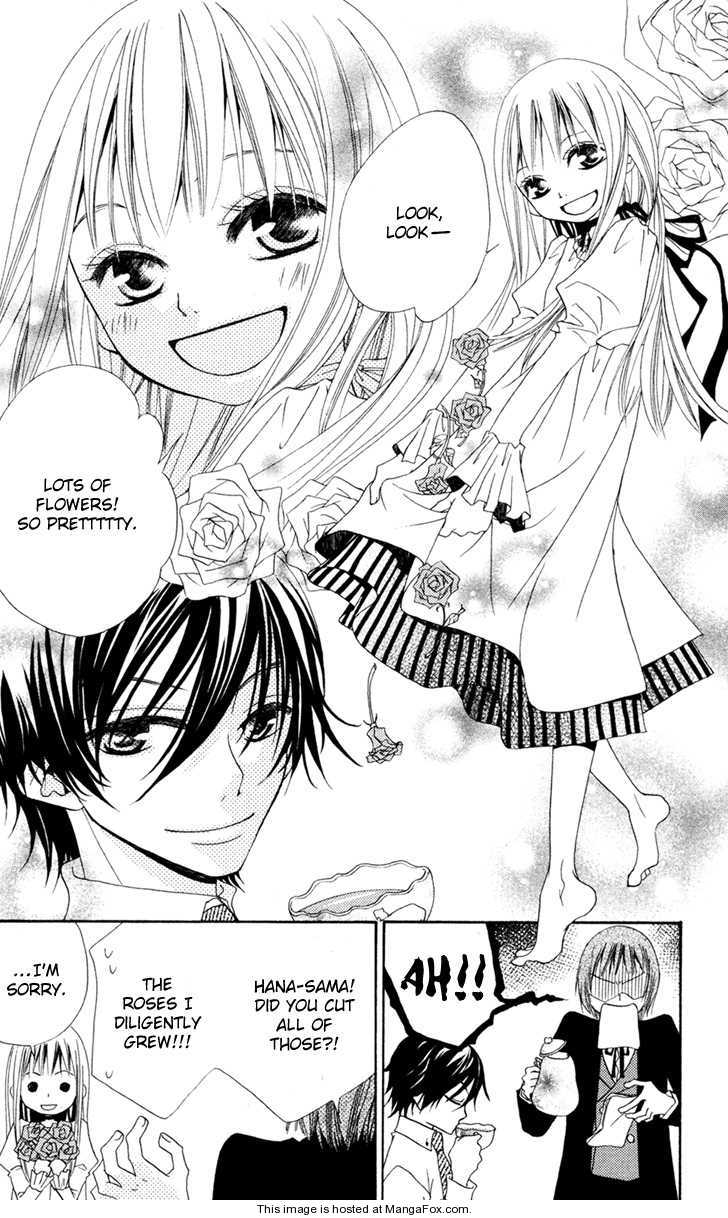 LOOK,
LOOK—
LOTS OF
FLOWERS!
SO PRETTTTTY.
AH!!
HANA-SAMA!
DID YOU CUT
ALL OF
THOSE?!
THE
ROSES I
DILIGENTLY
GREW!!!
...I'M
SORRY.
This image is hosted at MangaFox.com.